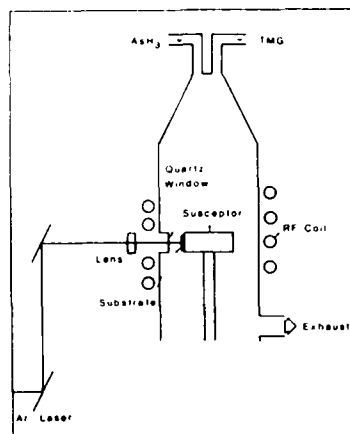 AsH3
TMG
Quartz
Window
Susceptor
RF Coil
Lens
Substrate
Exhaust
Ar Laser